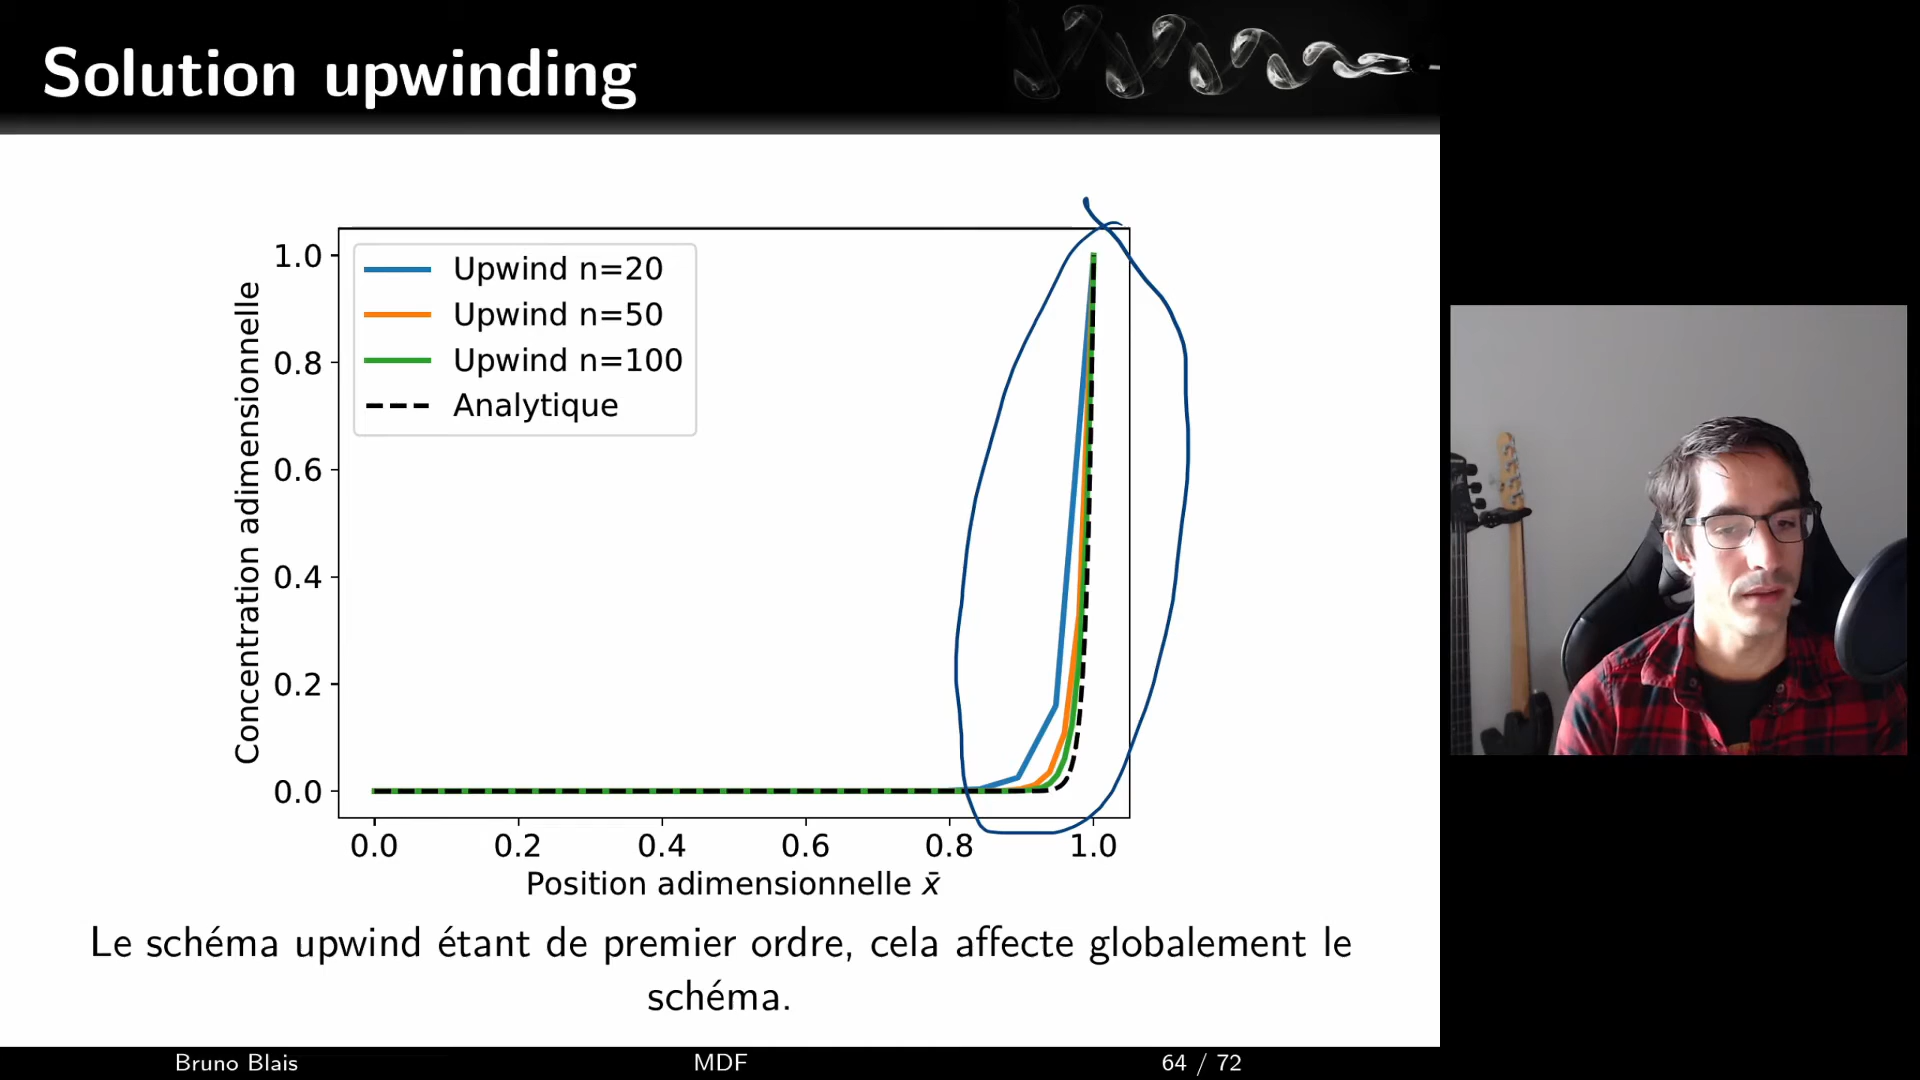 Solution upwinding
Upwind n=20
Upwind n=50
Upwind n=100
Analytique
Concentration adimensionnelle
1.0
0.8
0.6
0.4
0.2
0.0
0.0 0.2 0.4 0.6 0.8 1.0
Position adimensionnelle x̄
Le schéma upwind étant de premier ordre, cela affecte globalement le
schéma.
Bruno Blais MDF 64 / 72